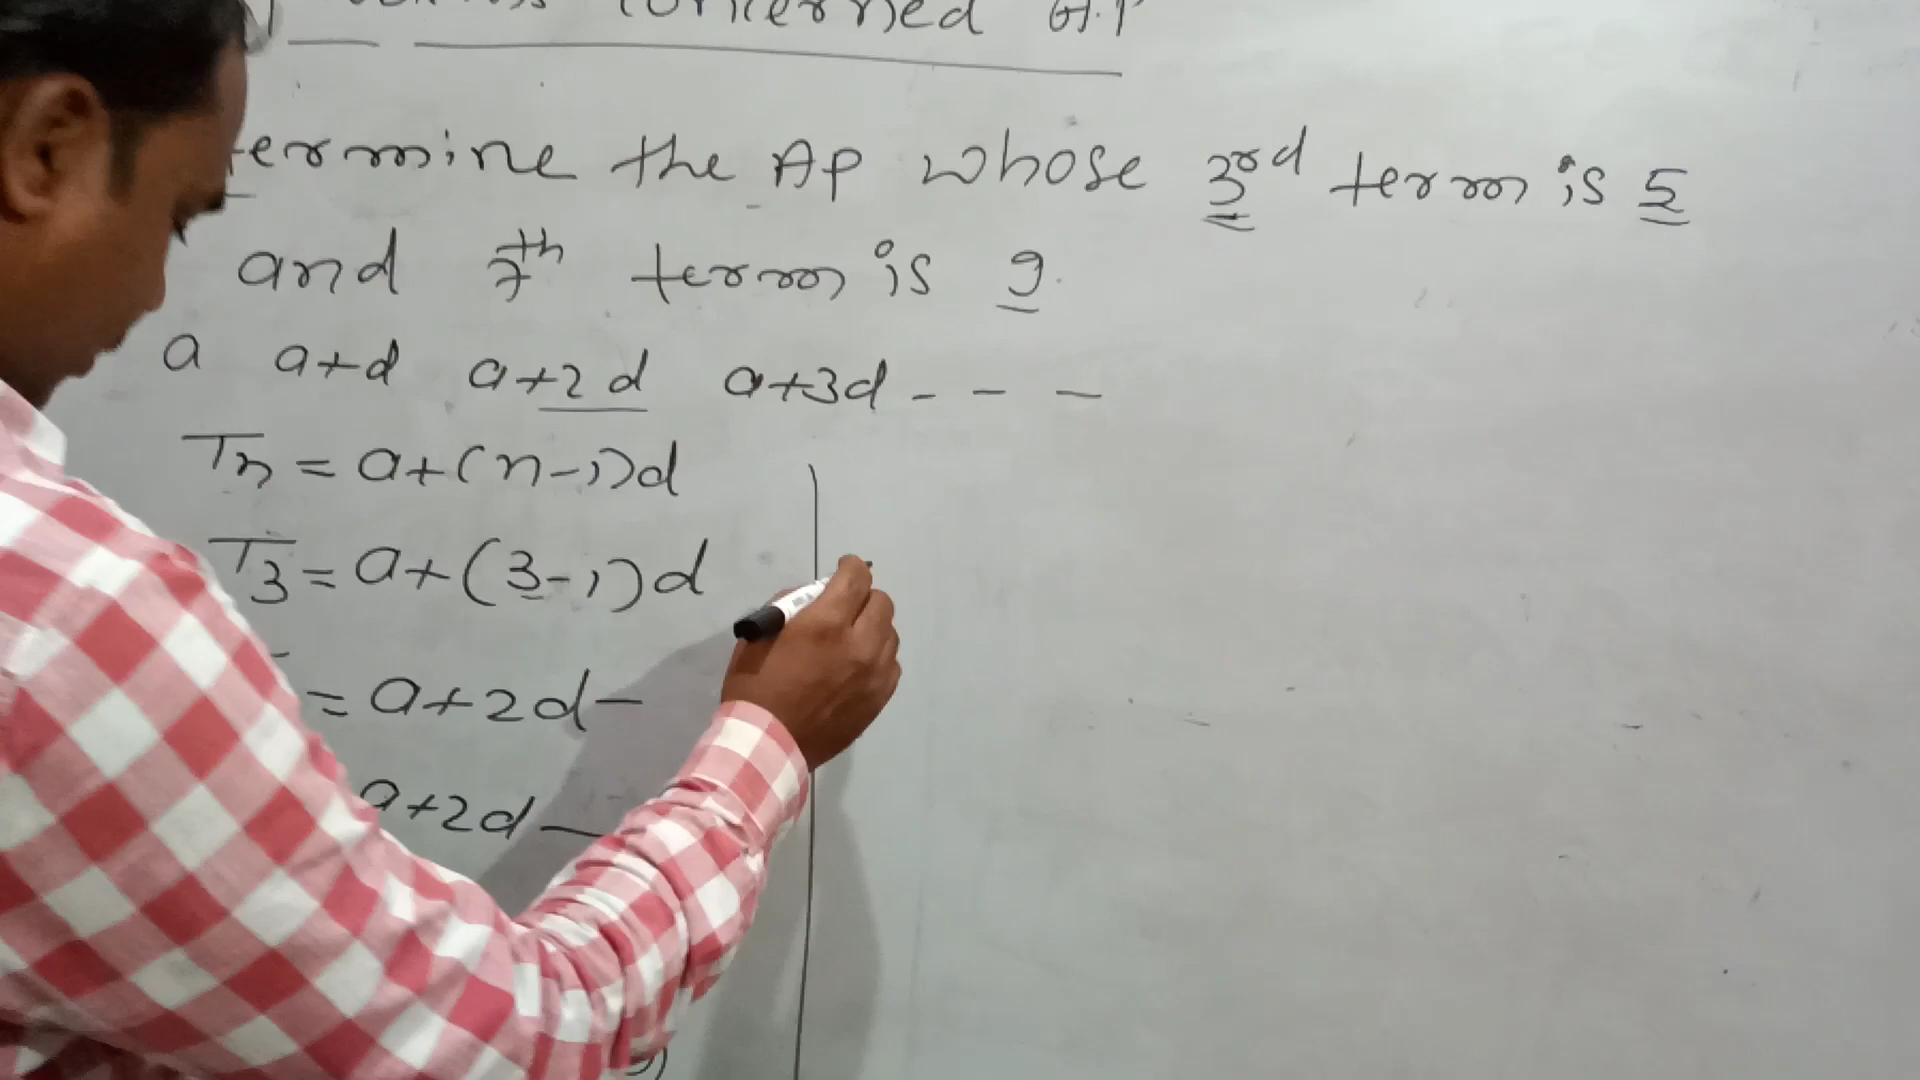 concerned A.P
termine the AP whose 3rd term is 5
and 7th term is 9.
a a+d a+2d a+3d - - -
Tn = a+(n-1)d
T3 = a+(3-1)d
= a+2d-
a+2d-